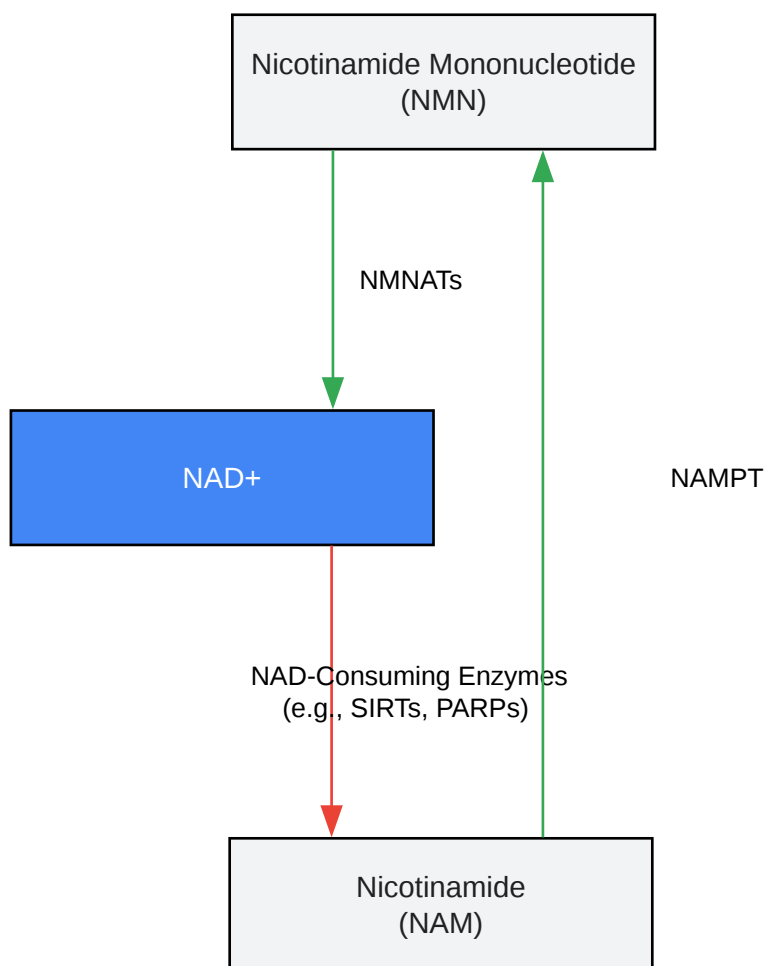 Nicotinamide Mononucleotide
(NMN)
NMNATs
NAD+
NAMPT
NAD-Consuming Enzymes
(e.g., SIRTs, PARPs)
Nicotinamide
(NAM)